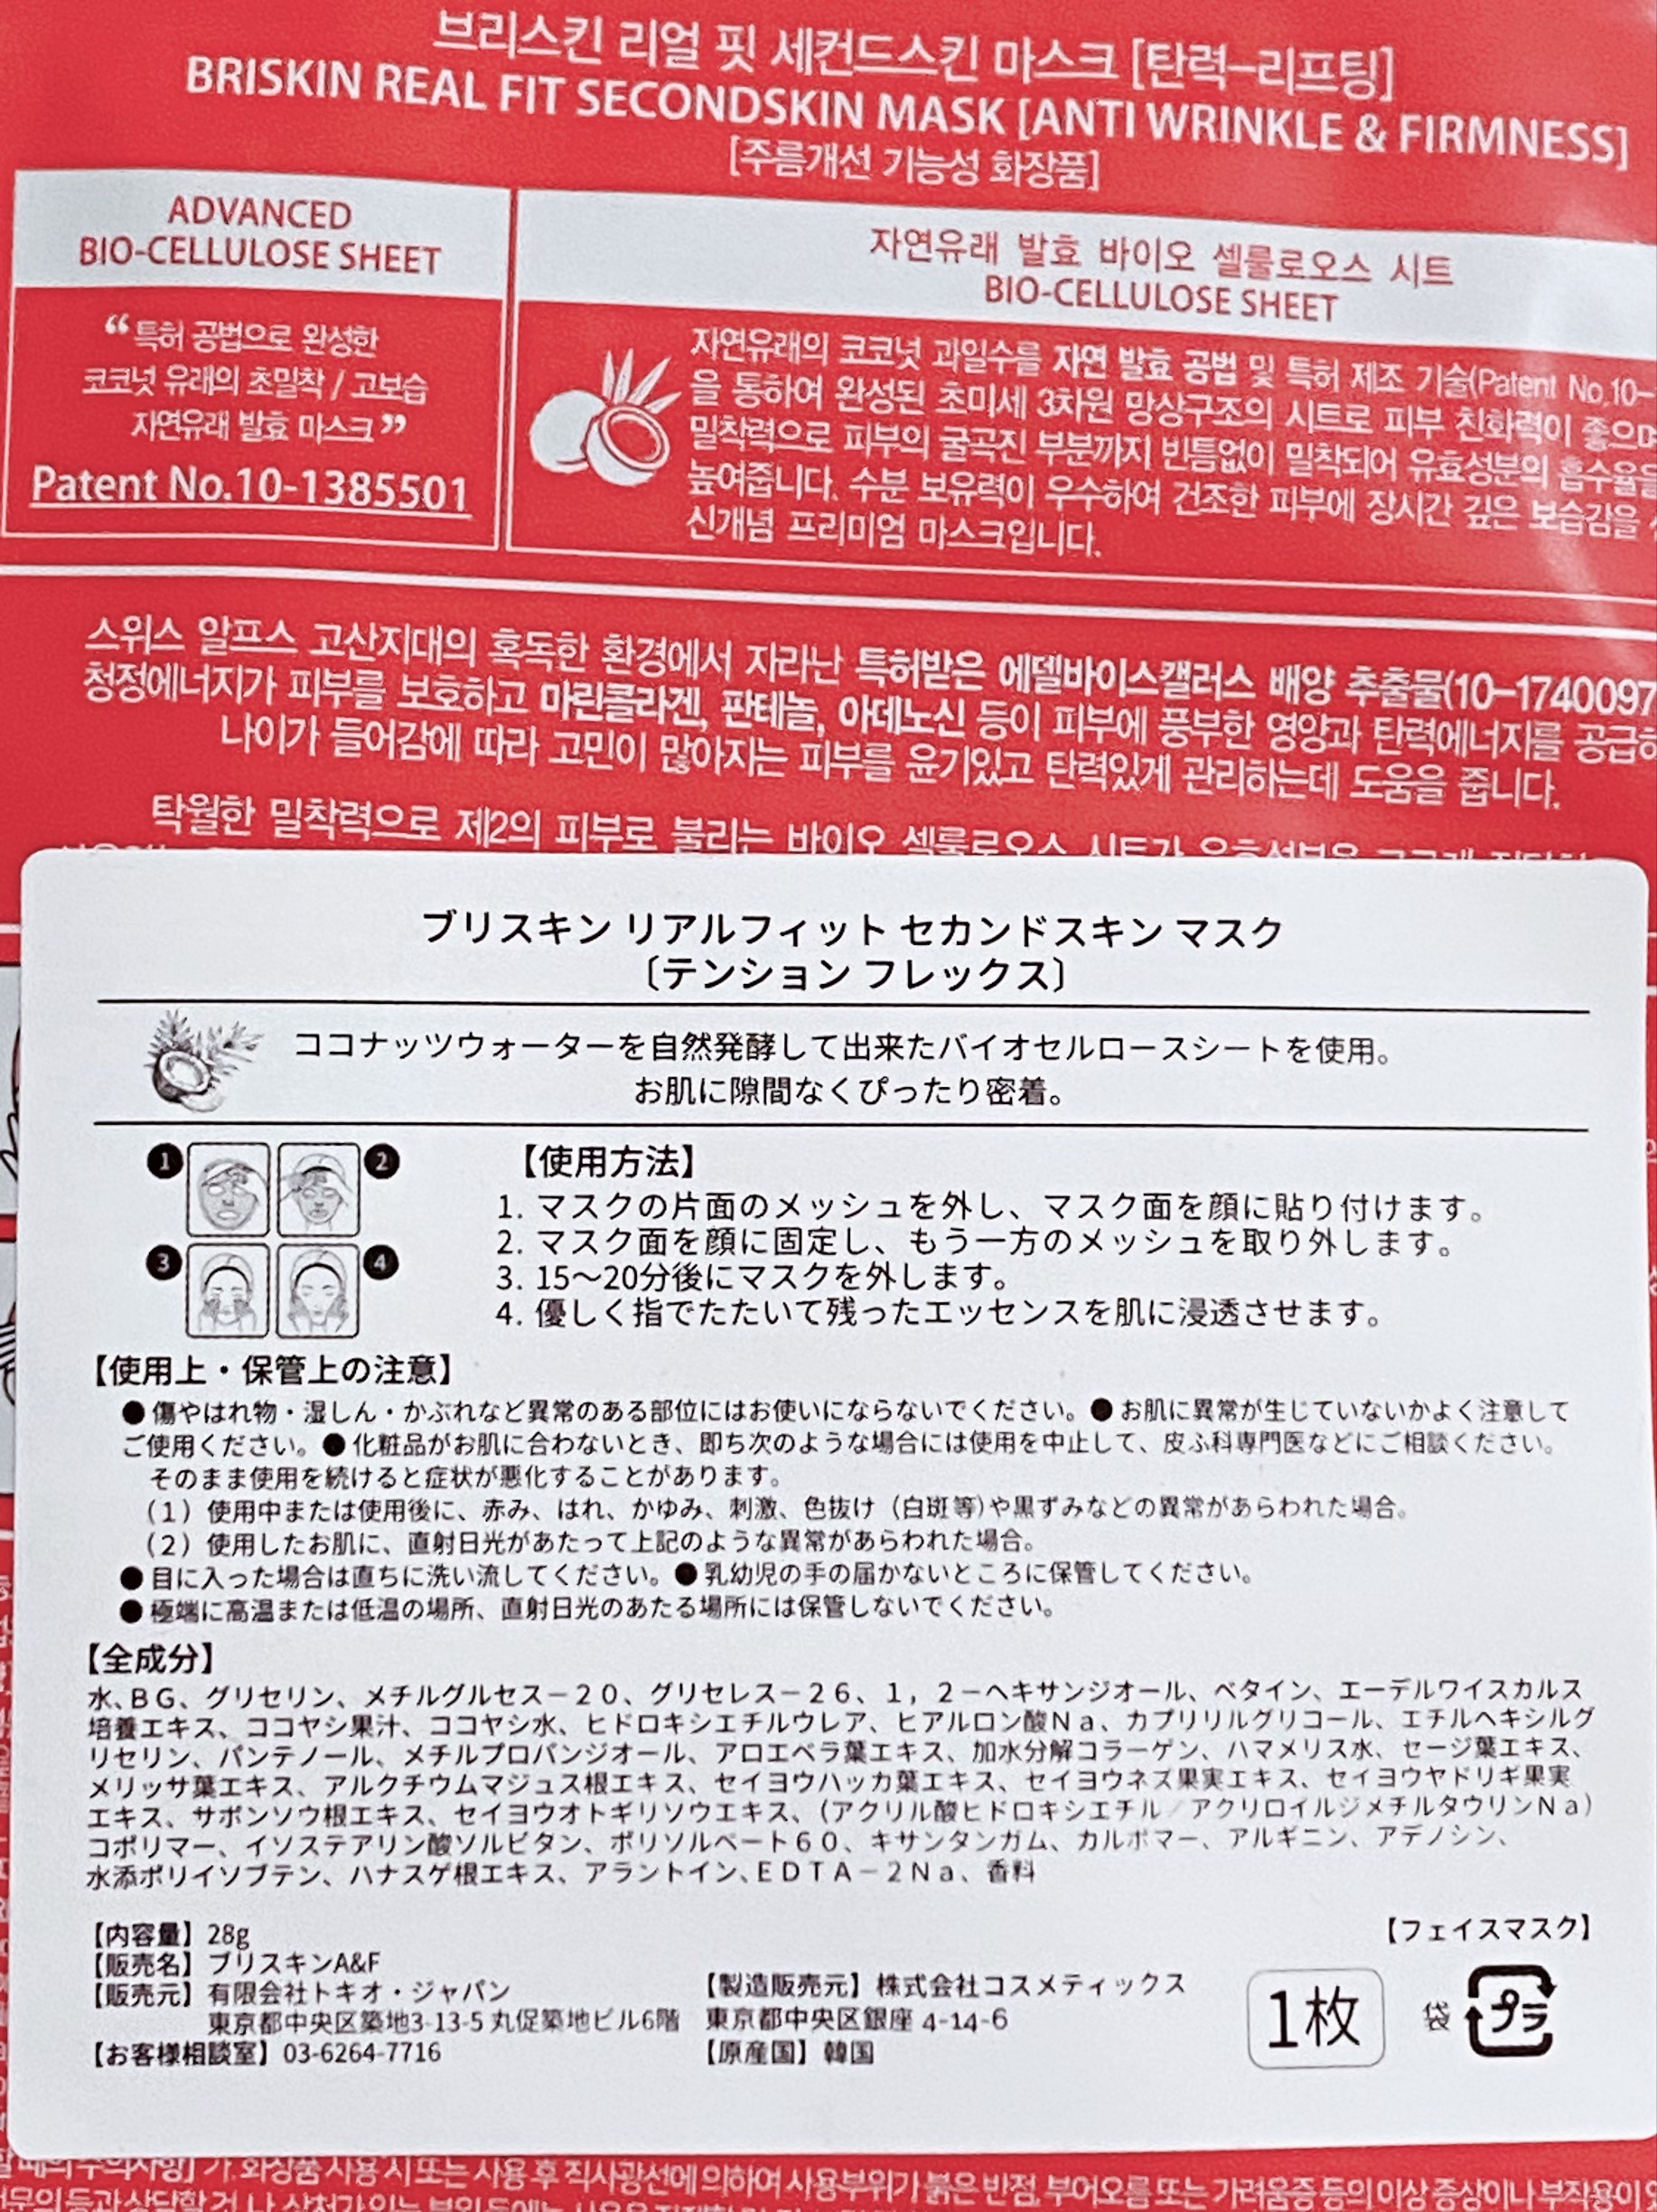 브리스킨 리얼 핏 세컨드스킨 마스크 [탄력-리프팅]
BRISKIN REAL FIT SECONDSKIN MASK [ANTI WRINKLE & FIRMNESS]
[주름개선 기능성 화장품]
ADVANCED
BIO-CELLULOSE SHEET
“특허 공법으로 완성한
코코넛 유래의 초밀착 / 고보습
자연유래 발효 마스크”
Patent No.10-1385501
자연유래 발효 바이오 셀룰로오스 시트
BIO-CELLULOSE SHEET
자연유래의 코코넛 과일수를 자연 발효 공법 및 특허 제조 기술(Patent No.10-
을 통하여 완성된 초미세 3차원 망상구조의 시트로 피부 친화력이 좋으며
밀착력으로 피부의 굴곡진 부분까지 빈틈없이 밀착되어 유효성분의 흡수율을
높여줍니다. 수분 보유력이 우수하여 건조한 피부에 장시간 깊은 보습감을
신개념 프리미엄 마스크입니다.
스위스 알프스 고산지대의 혹독한 환경에서 자라난 특허받은 에델바이스캘러스 배양 추출물(10-1740097
청정에너지가 피부를 보호하고 마린콜라겐, 판테놀, 아데노신 등이 피부에 풍부한 영양과 탄력에너지를 공급하
나이가 들어감에 따라 고민이 많아지는 피부를 윤기있고 탄력있게 관리하는데 도움을 줍니다.
탁월한 밀착력으로 제2의 피부로 불리는 바이오 셀룰로오스 시트가 유효성분을
ブリスキン リアルフィット セカンドスキン マスク
〔テンション フレックス〕
ココナッツウォーターを自然発酵して出来たバイオセルロースシートを使用。
お肌に隙間なくぴったり密着。
1 2
3 4
【使用方法】
1. マスクの片面のメッシュを外し、マスク面を顔に貼り付けます。
2. マスク面を顔に固定し、もう一方のメッシュを取り外します。
3. 15〜20分後にマスクを外します。
4. 優しく指でたたいて残ったエッセンスを肌に浸透させます。
【使用上・保管上の注意】
●傷やはれ物・湿しん・かぶれなど異常のある部位にはお使いにならないでください。●お肌に異常が生じていないかよく注意して
ご使用ください。●化粧品がお肌に合わないとき、即ち次のような場合には使用を中止して、皮ふ科専門医などにご相談ください。
そのまま使用を続けると症状が悪化することがあります。
（1）使用中または使用後に、赤み、はれ、かゆみ、刺激、色抜け（白斑等）や黒ずみなどの異常があらわれた場合。
（2）使用したお肌に、直射日光があたって上記のような異常があらわれた場合。
●目に入った場合は直ちに洗い流してください。●乳幼児の手の届かないところに保管してください。
●極端に高温または低温の場所、直射日光のあたる場所には保管しないでください。
【全成分】
水、ＢＧ、グリセリン、メチルグルセス－２０、グリセレス－２６、１，２－ヘキサンジオール、ベタイン、エーデルワイスカルス
培養エキス、ココヤシ果汁、ココヤシ水、ヒドロキシエチルウレア、ヒアルロン酸Ｎａ、カプリリルグリコール、エチルヘキシルグ
リセリン、パンテノール、メチルプロパンジオール、アロエベラ葉エキス、加水分解コラーゲン、ハマメリス水、セージ葉エキス、
メリッサ葉エキス、アルクチウムマジュス根エキス、セイヨウハッカ葉エキス、セイヨウネズ果実エキス、セイヨウヤドリギ果実
エキス、サボンソウ根エキス、セイヨウオトギリソウエキス、（アクリル酸ヒドロキシエチル／アクリロイルジメチルタウリンＮａ）
コポリマー、イソステアリン酸ソルビタン、ポリソルベート６０、キサンタンガム、カルボマー、アルギニン、アデノシン、
水添ポリイソブテン、ハナスゲ根エキス、アラントイン、ＥＤＴＡ－２Ｎａ、香料
【内容量】28g
【販売名】ブリスキンA&F
【販売元】有限会社トキオ・ジャパン
東京都中央区築地3-13-5 丸促築地ビル6階
【お客様相談室】03-6264-7716
【製造販売元】株式会社コスメティックス
東京都中央区銀座 4-14-6
【原産国】韓国
【フェイスマスク】
1枚
袋 プラ
가. 화장품 사용 시 또는 사용 후 직사광선에 의하여 사용부위가 붉은 반점, 부어오름 또는 가려움증 등의 이상 증상이나 부작용이